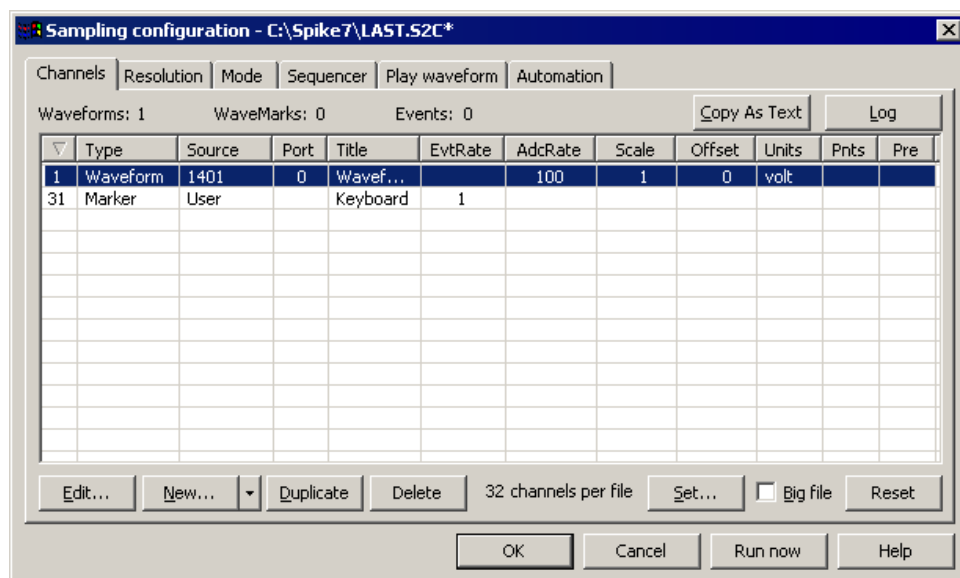 Sampling configuration - C:\Spike7\LAST.S2C*
Channels Resolution Mode Sequencer Play waveform Automation
Waveforms: 1 WaveMarks: 0 Events: 0 Copy As Text Log
Type Source Port Title EvtRate AdcRate Scale Offset Units Pnts Pre
1 Waveform 1401 0 Wavef... 100 1 0 volt
31 Marker User Keyboard 1
Edit... New... Duplicate Delete 32 channels per file Set... Big file Reset
OK Cancel Run now Help